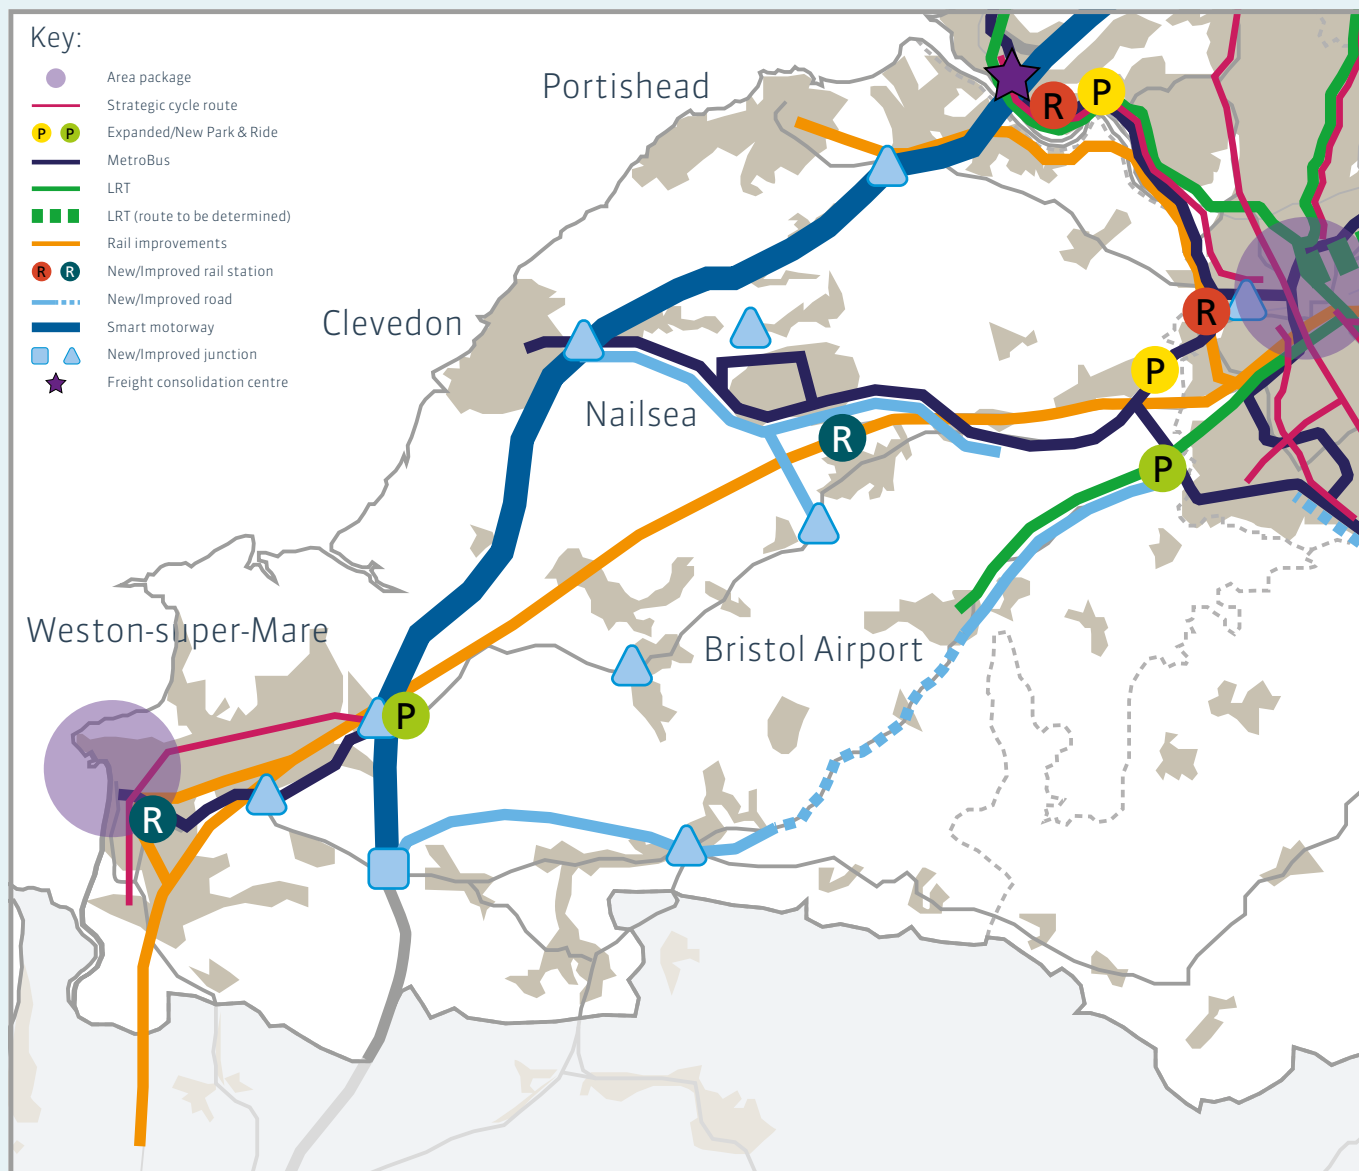 Key:
Area package
Strategic cycle route
P P Expanded/New Park & Ride
MetroBus
LRT
LRT (route to be determined)
Rail improvements
R R New/Improved rail station
New/Improved road
Smart motorway
New/Improved junction
Freight consolidation centre
Portishead
R P
Clevedon
R
P
Nailsea
R
P
Weston-super-Mare
Bristol Airport
P
R